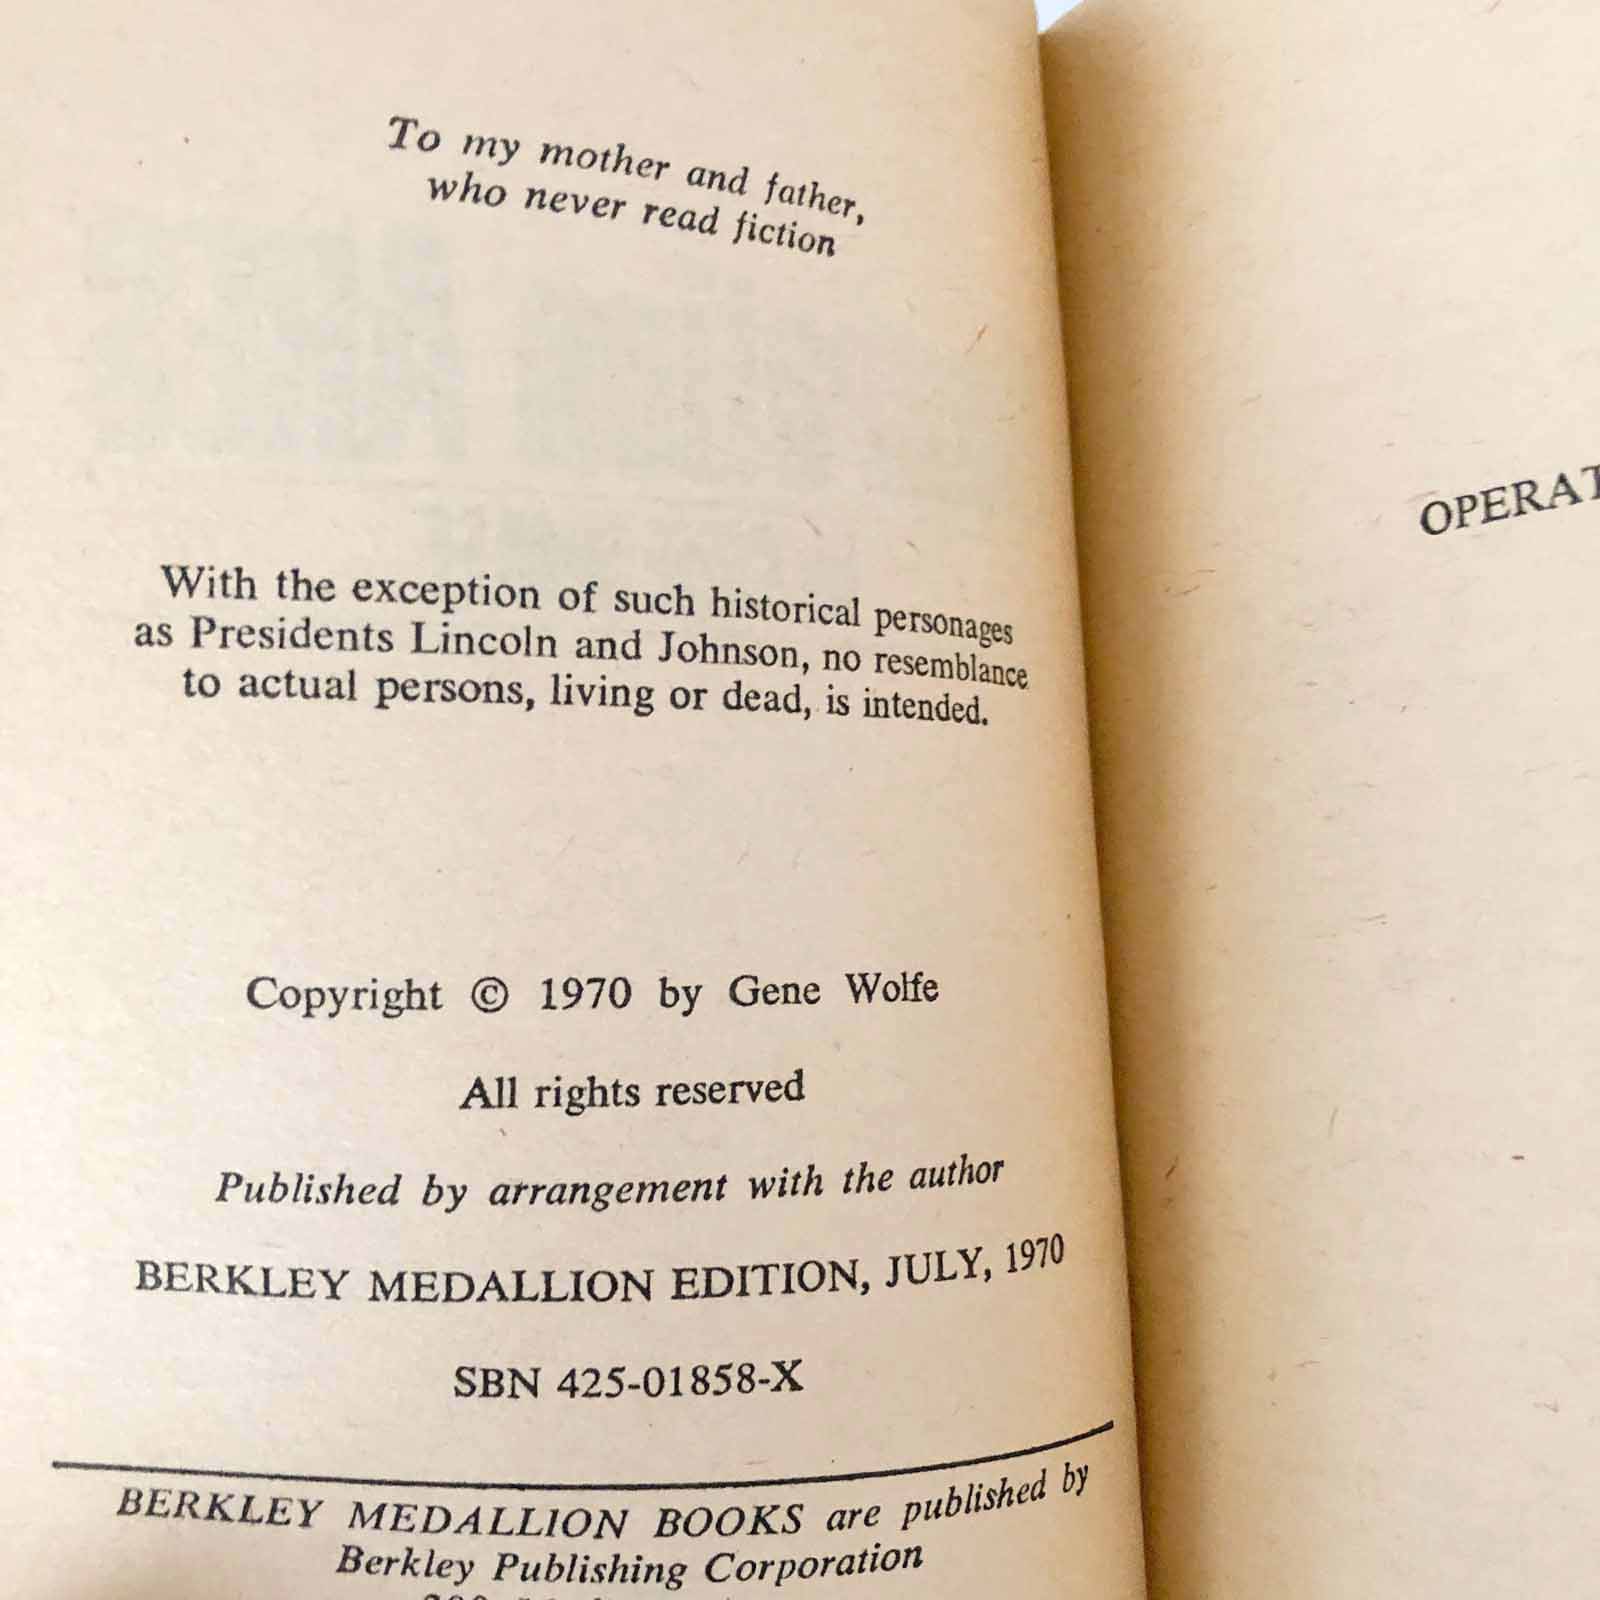 To my mother and father,
who never read fiction
With the exception of such historical personages
as Presidents Lincoln and Johnson, no resemblance
to actual persons, living or dead, is intended.
Copyright © 1970 by Gene Wolfe
All rights reserved
Published by arrangement with the author
BERKLEY MEDALLION EDITION, JULY, 1970
SBN 425-01858-X
BERKLEY MEDALLION BOOKS are published by
Berkley Publishing Corporation
OPERAT